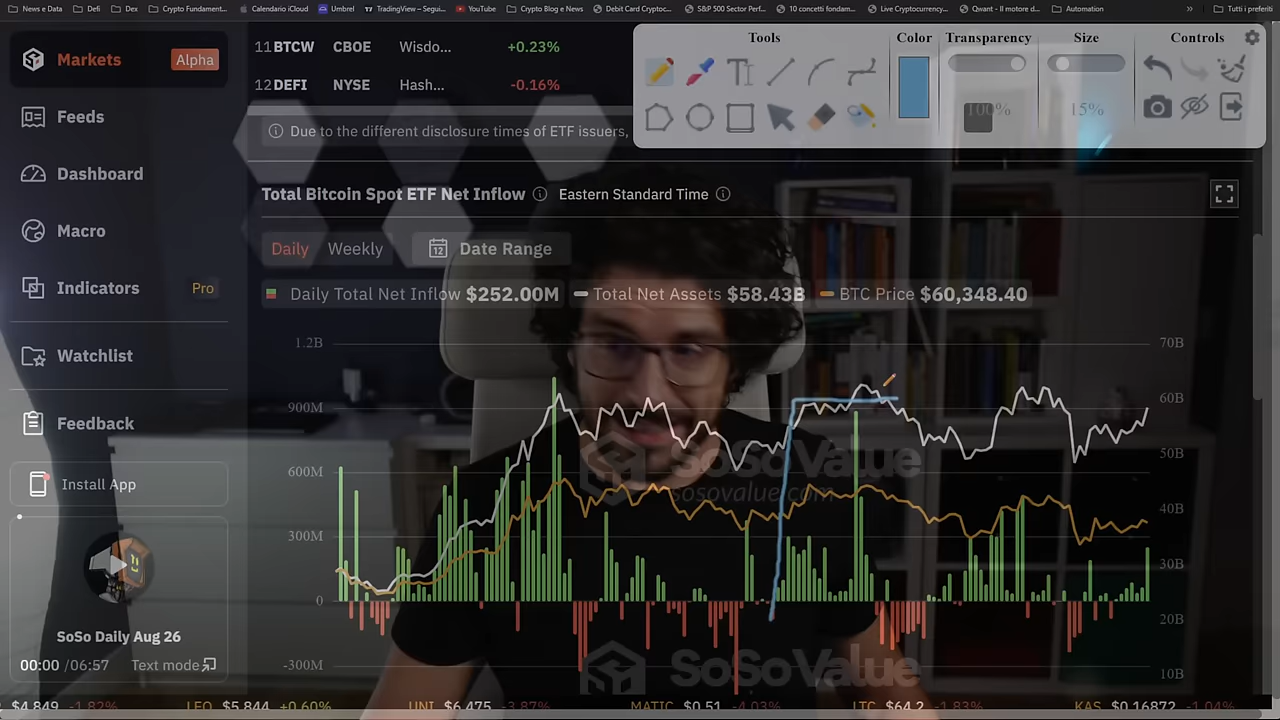 News e Data Defi Dex Crypto Fundament... Calendario iCloud Umbrel TradingView – Segui... YouTube Crypto Blog e News Debit Card Cryptoc... S&P 500 Sector Perf... 10 concetti fondam... Live Cryptocurrency... Qwant - Il motore d... Automation » Tutti i preferiti
Markets Alpha
Feeds
Dashboard
Macro
Indicators Pro
Watchlist
Feedback
Install App
SoSo Daily Aug 26
00:00 /06:57 Text mode
11 BTCW CBOE Wisdo... +0.23%
12 DEFI NYSE Hash... -0.16%
Tools Color Transparency Size Controls
100% 15%
Due to the different disclosure times of ETF issuers,
Total Bitcoin Spot ETF Net Inflow Eastern Standard Time
Daily Weekly 12 Date Range
Daily Total Net Inflow $252.00M Total Net Assets $58.43B BTC Price $60,348.40
1.2B 70B
900M 60B
600M 50B
300M 40B
30B
0 20B
-300M 10B
SoSoValue
sosovalue.com
SoSoValue
$4,849 -1.82% LEO $5.844 +0.60% UNI $6.475 -3.87% MATIC $0.51 -4.03% LTC $64.2 -1.83% KAS $0.16872 -1.04%